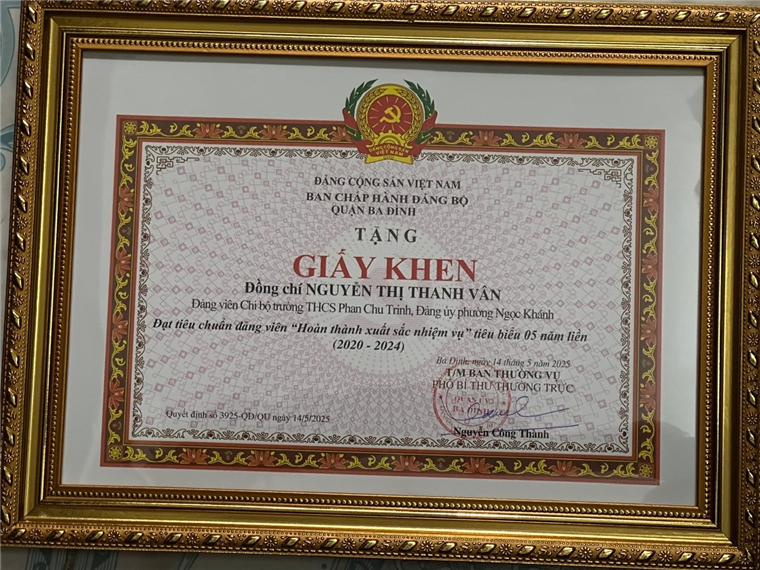 ĐẢNG CỘNG SẢN VIỆT NAM
BAN CHẤP HÀNH ĐẢNG BỘ
QUẬN BA ĐÌNH
TẶNG
GIẤY KHEN
Đồng chí NGUYỄN THỊ THANH VÂN
Đảng viên Chi bộ trường THCS Phan Chu Trinh, Đảng ủy phường Ngọc Khánh
Đạt tiêu chuẩn đảng viên “Hoàn thành xuất sắc nhiệm vụ” tiêu biểu 05 năm liền
(2020 - 2024)
Ba Đình, ngày 14 tháng 5 năm 2025
T/M BAN THƯỜNG VỤ
PHÓ BÍ THƯ THƯỜNG TRỰC
QUẬN ỦY
BA ĐÌNH
Quyết định số 3925-QĐ/QU ngày 14/5/2025
Nguyễn Công Thành